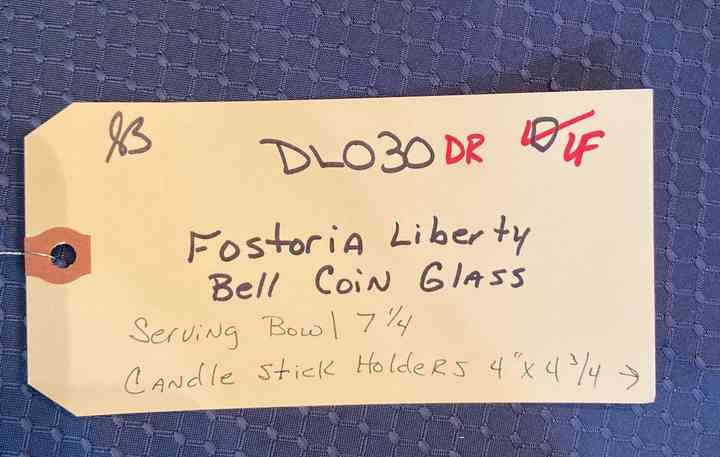 DL030 DR LF
Fostoria Liberty
Bell Coin Glass
Serving Bowl 7 1/4
Candle Stick Holders 4" x 4 3/4 →